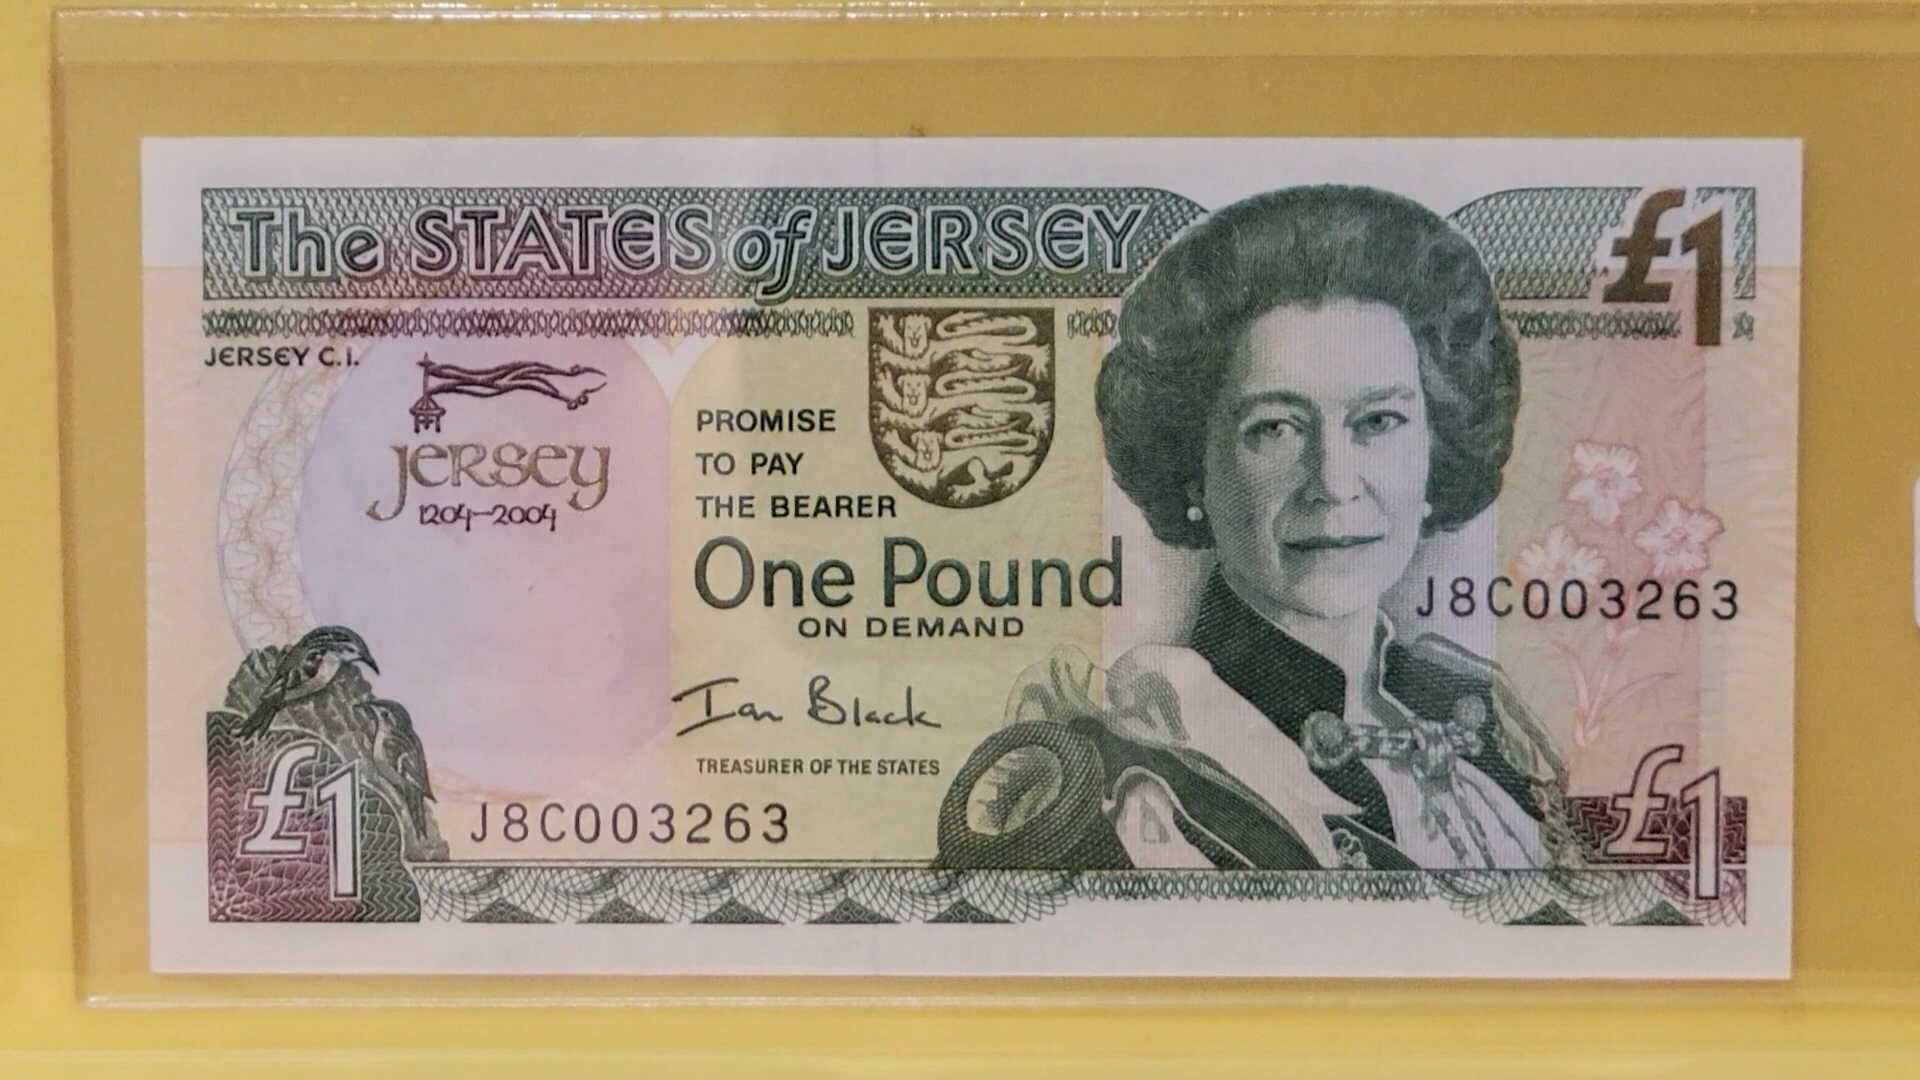 The STATES of JERSEY
£1
JERSEY C.I.
jersey
1204-2004
PROMISE
TO PAY
THE BEARER
One Pound
ON DEMAND
J8C003263
Ian Black
TREASURER OF THE STATES
£1
J8C003263
£1